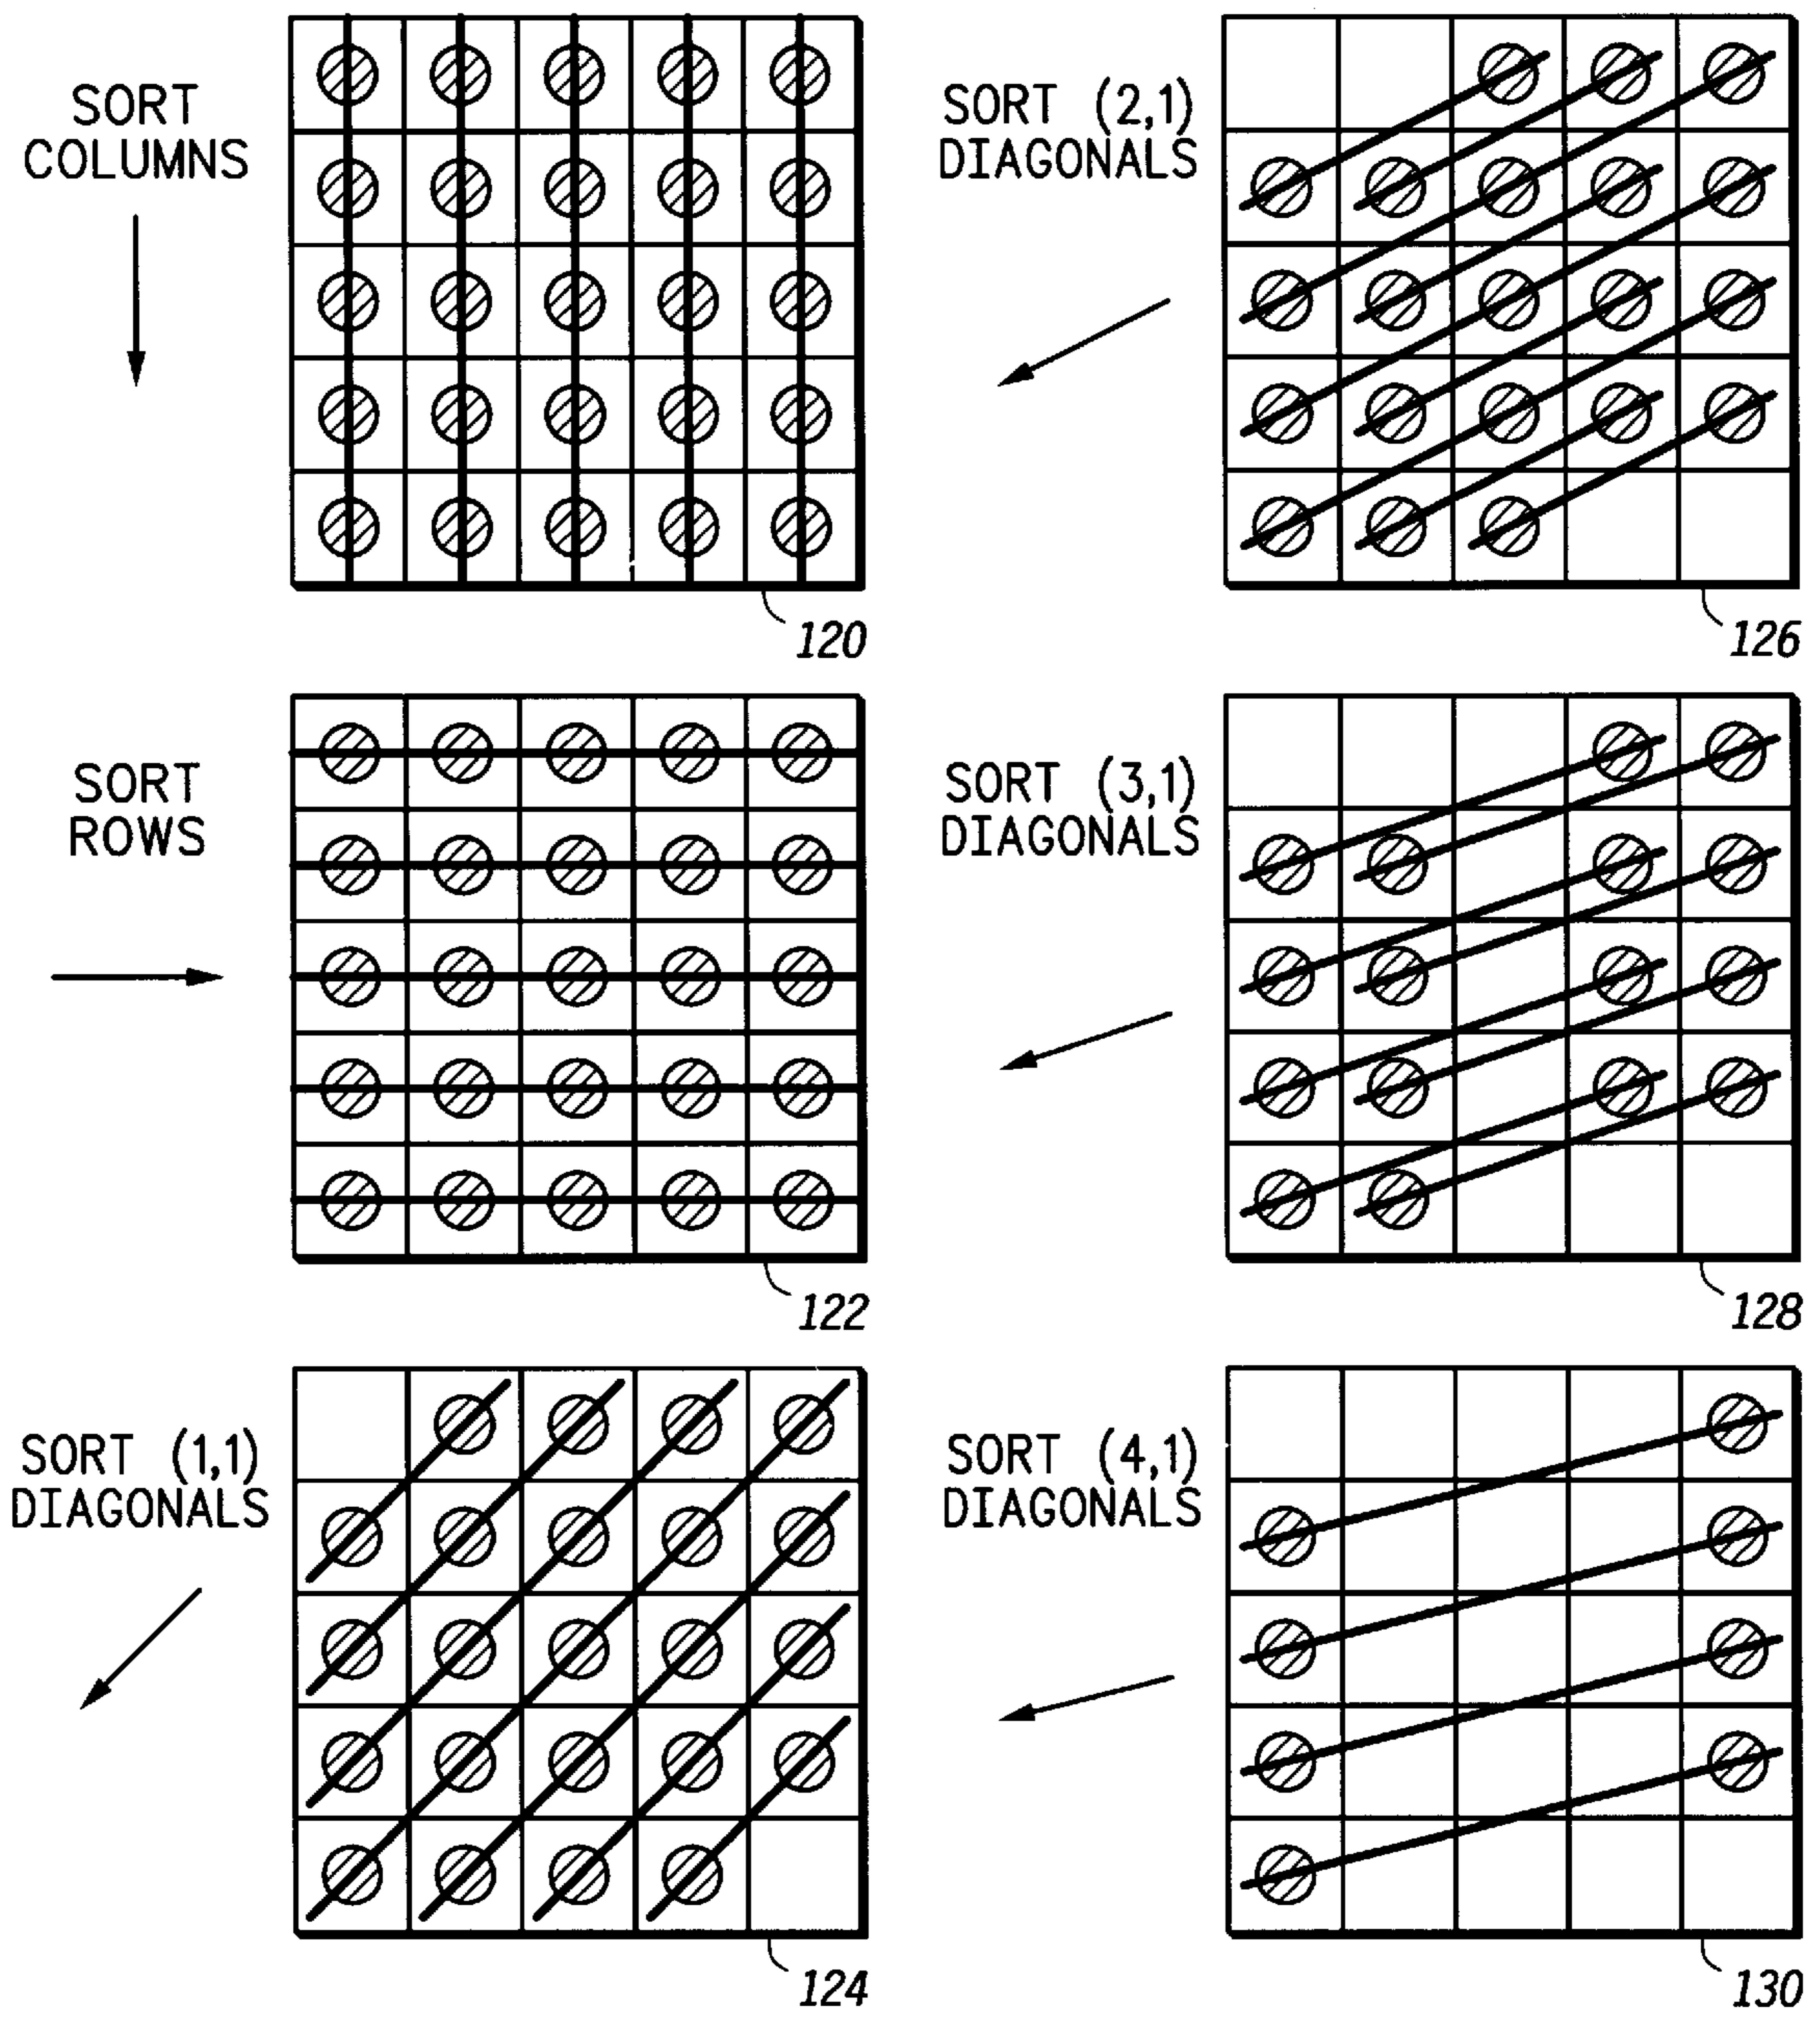 SORT
COLUMNS
120
SORT (2,1)
DIAGONALS
126
SORT
ROWS
122
SORT (3,1)
DIAGONALS
128
SORT (1,1)
DIAGONALS
124
SORT (4,1)
DIAGONALS
130